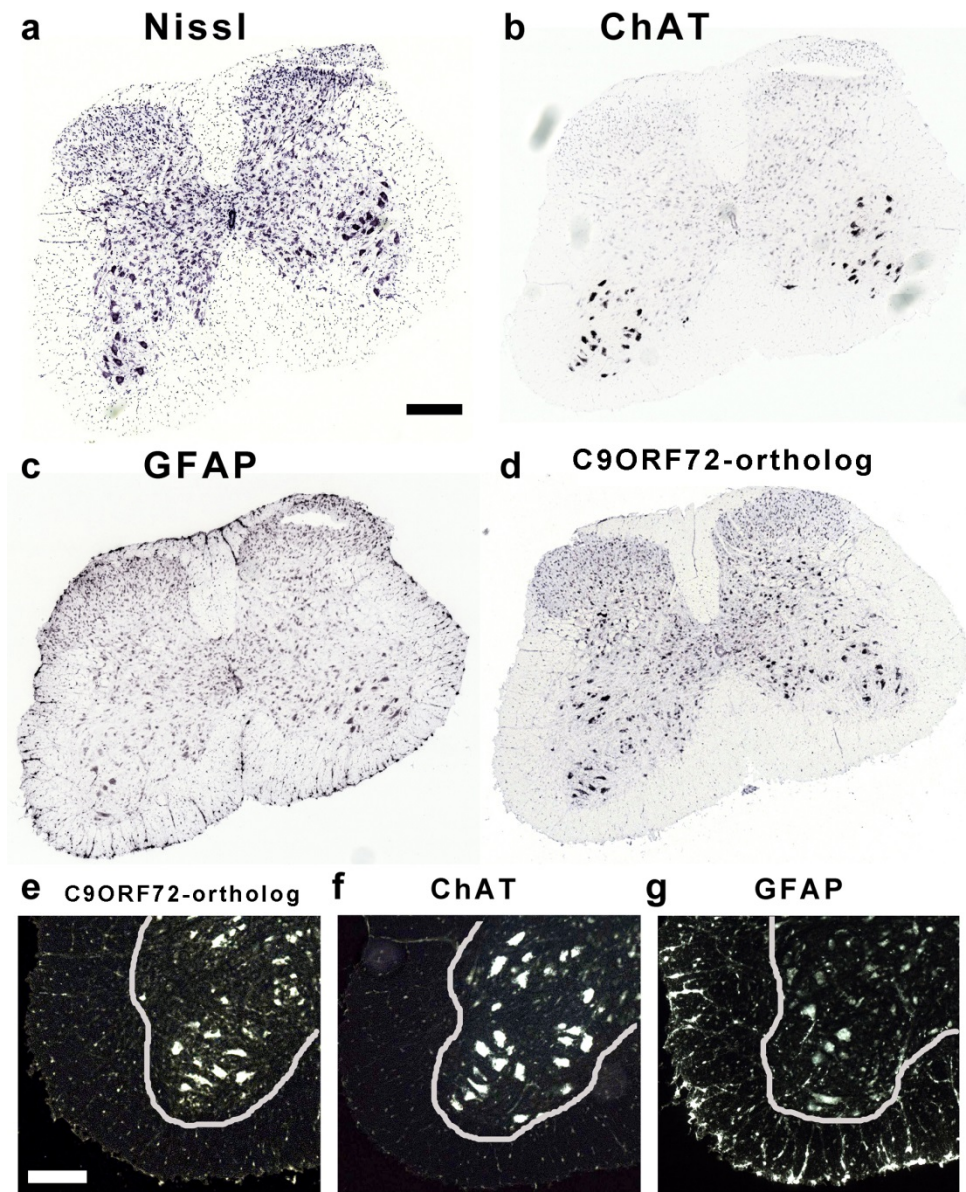 a Nissl
b ChAT
c GFAP
d C9ORF72-ortholog
e C9ORF72-ortholog
f ChAT
g GFAP